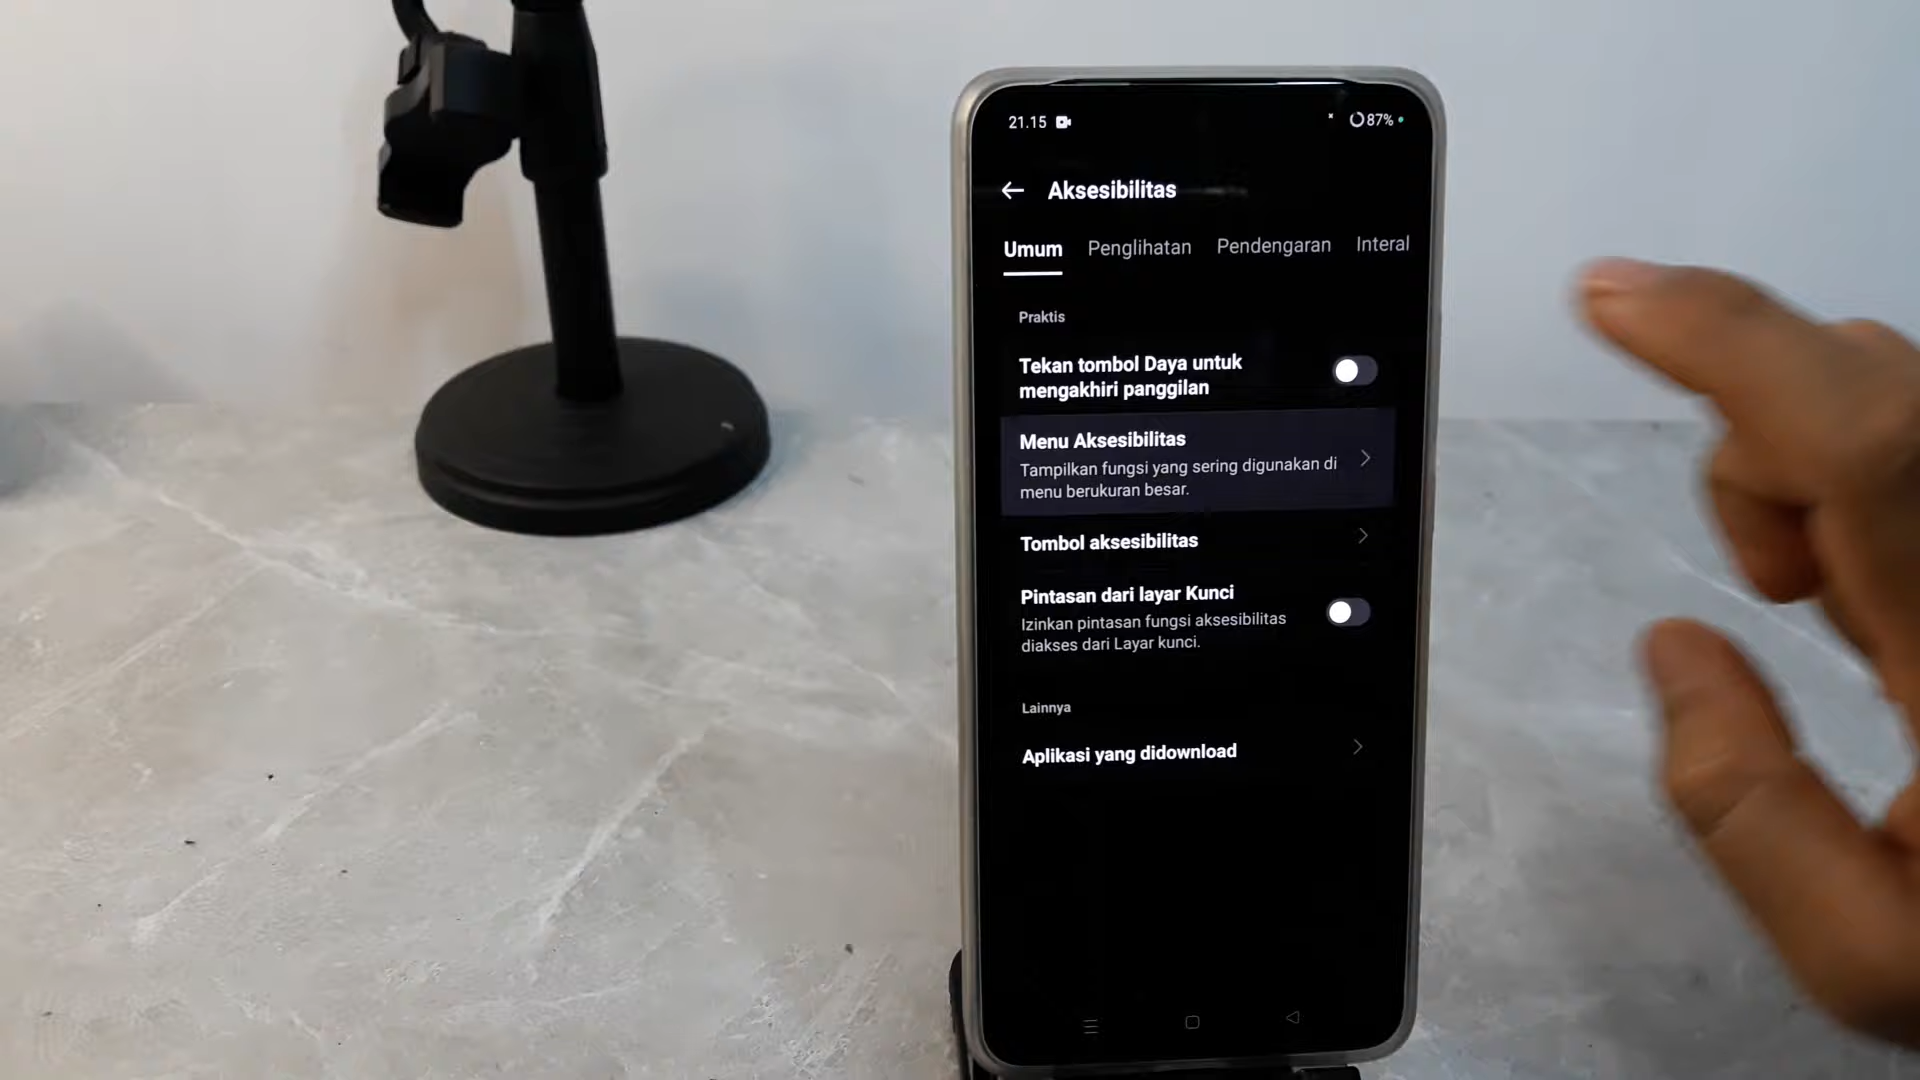 21.15
87%
Aksesibilitas
Umum Penglihatan Pendengaran Interal
Praktis
Tekan tombol Daya untuk
mengakhiri panggilan
Menu Aksesibilitas
Tampilkan fungsi yang sering digunakan di
menu berukuran besar.
Tombol aksesibilitas
Pintasan dari layar Kunci
Izinkan pintasan fungsi aksesibilitas
diakses dari Layar kunci.
Lainnya
Aplikasi yang didownload